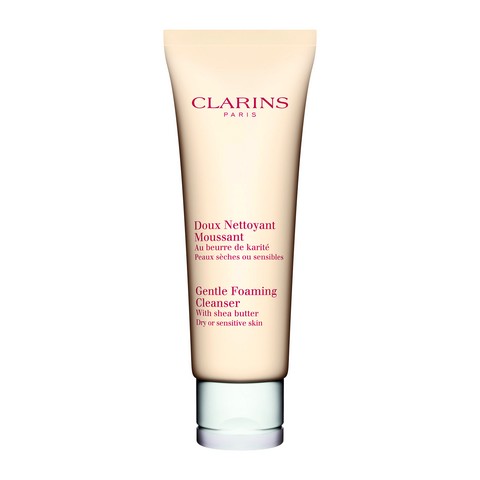 CLARINS
PARIS
Doux Nettoyant
Moussant
Au beurre de karité
Peaux sèches ou sensibles
Gentle Foaming
Cleanser
With shea butter
Dry or sensitive skin